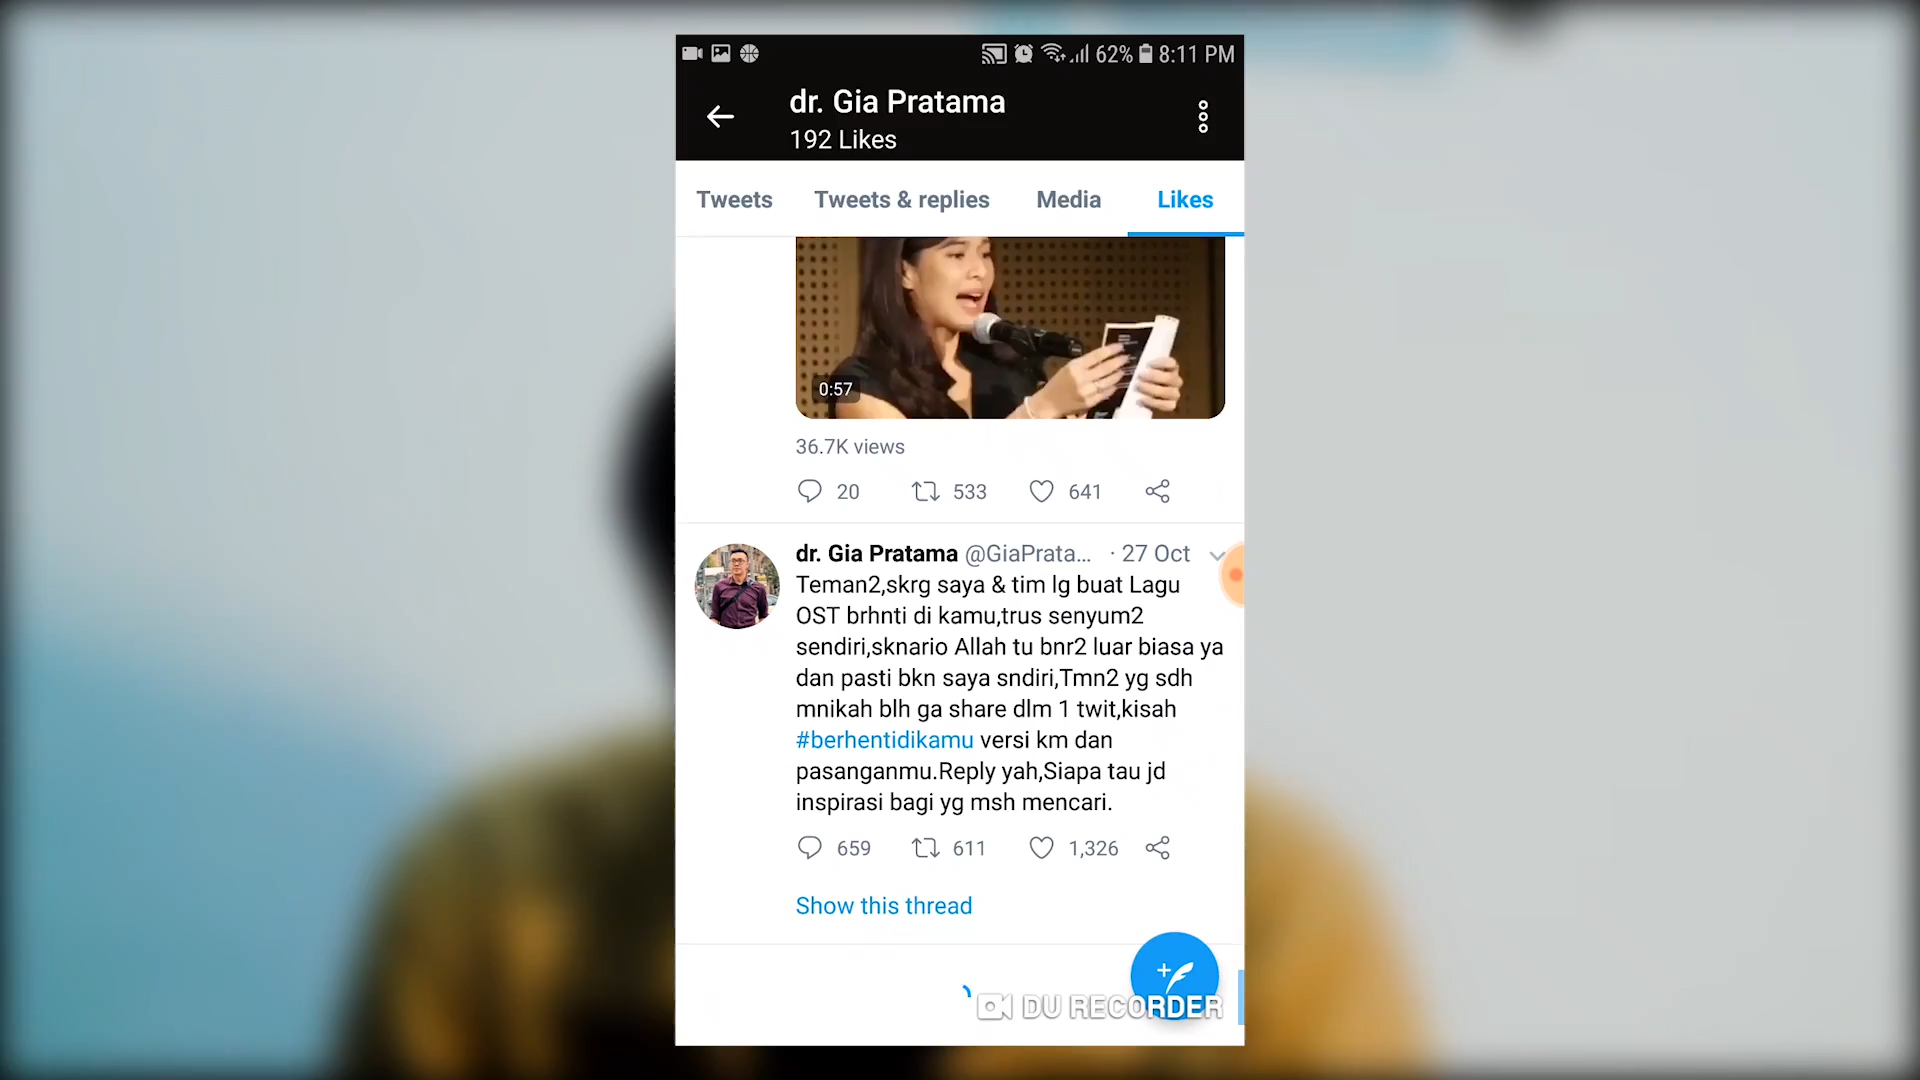 62% 8:11 PM
dr. Gia Pratama
192 Likes
Tweets Tweets & replies Media Likes
0:57
36.7K views
20 533 641
dr. Gia Pratama @GiaPrata... · 27 Oct
Teman2,skrg saya & tim lg buat Lagu
OST brhnti di kamu,trus senyum2
sendiri,sknario Allah tu bnr2 luar biasa ya
dan pasti bkn saya sndiri,Tmn2 yg sdh
mnikah blh ga share dlm 1 twit,kisah
#berhentidikamu versi km dan
pasanganmu.Reply yah,Siapa tau jd
inspirasi bagi yg msh mencari.
659 611 1,326
Show this thread
DU RECORDER